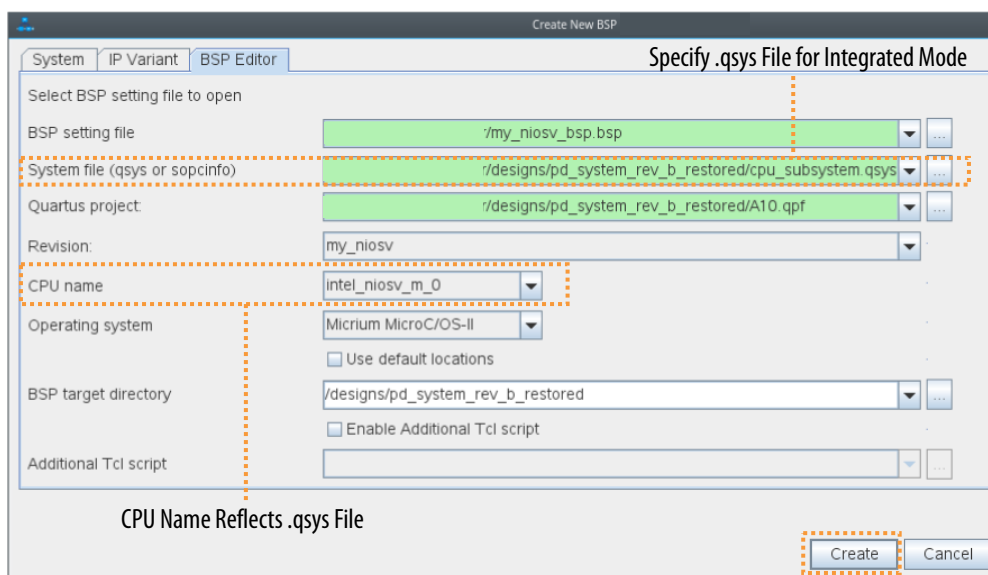 Create New BSP
System IP Variant BSP Editor
Specify .qsys File for Integrated Mode
Select BSP setting file to open
BSP setting file r/my_niosv_bsp.bsp ...
System file (qsys or sopcinfo) r/designs/pd_system_rev_b_restored/cpu_subsystem.qsys ...
Quartus project: r/designs/pd_system_rev_b_restored/A10.qpf ...
Revision: my_niosv
CPU name intel_niosv_m_0
Operating system Micrium MicroC/OS-II
Use default locations
BSP target directory /designs/pd_system_rev_b_restored ...
Enable Additional Tcl script
Additional Tcl script ...
CPU Name Reflects .qsys File
Create Cancel